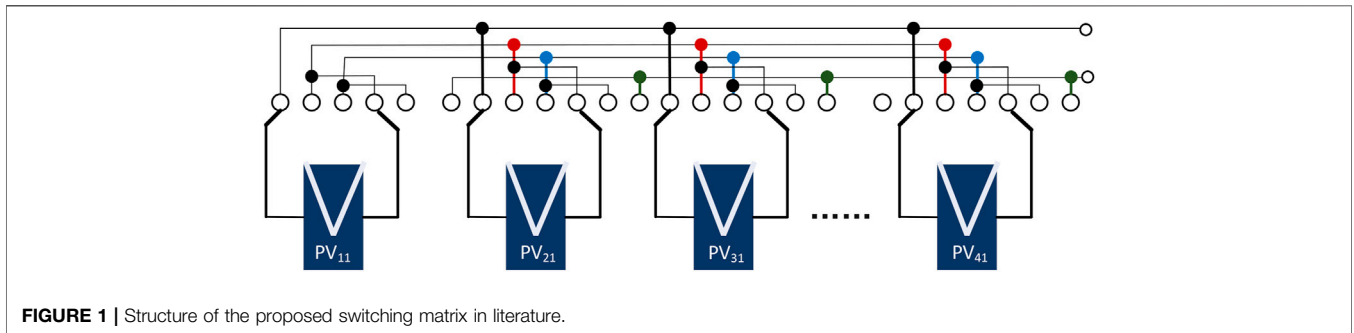 PV11
PV21
PV31
......
PV41
FIGURE 1 | Structure of the proposed switching matrix in literature.